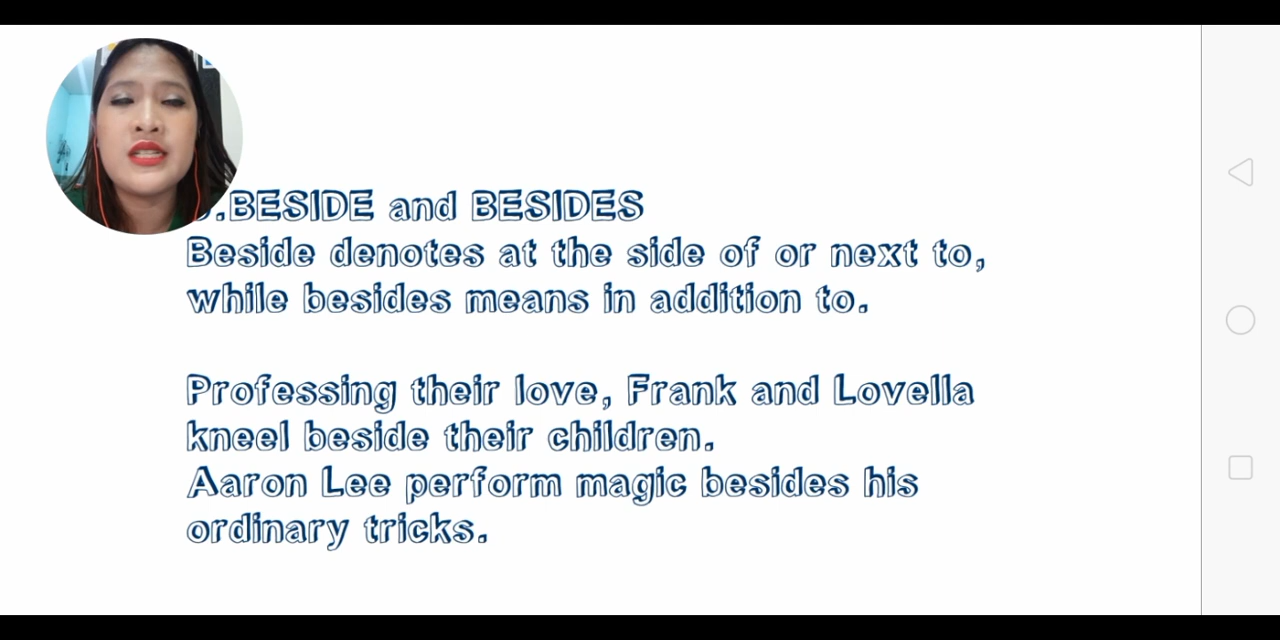 BESIDE and BESIDES
Beside denotes at the side of or next to,
while besides means in addition to.
Professing their love, Frank and Lovella
kneel beside their children.
Aaron Lee perform magic besides his
ordinary tricks.